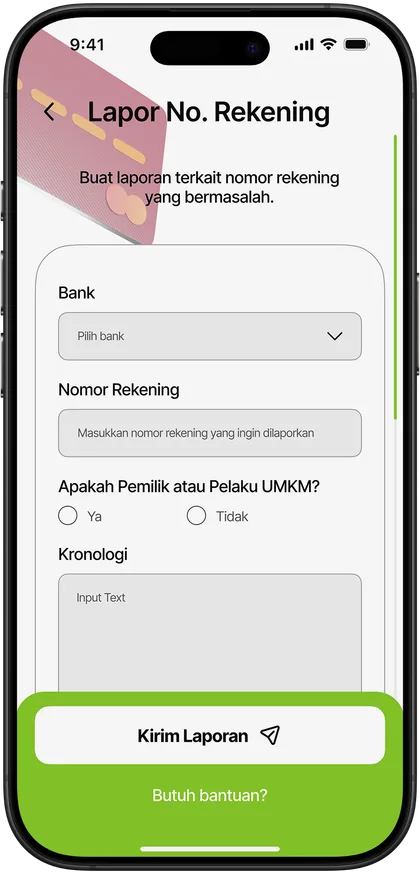 9:41
Lapor No. Rekening
Buat laporan terkait nomor rekening
yang bermasalah.
Bank
Pilih bank
Nomor Rekening
Masukkan nomor rekening yang ingin dilaporkan
Apakah Pemilik atau Pelaku UMKM?
Ya Tidak
Kronologi
Input Text
Kirim Laporan
Butuh bantuan?